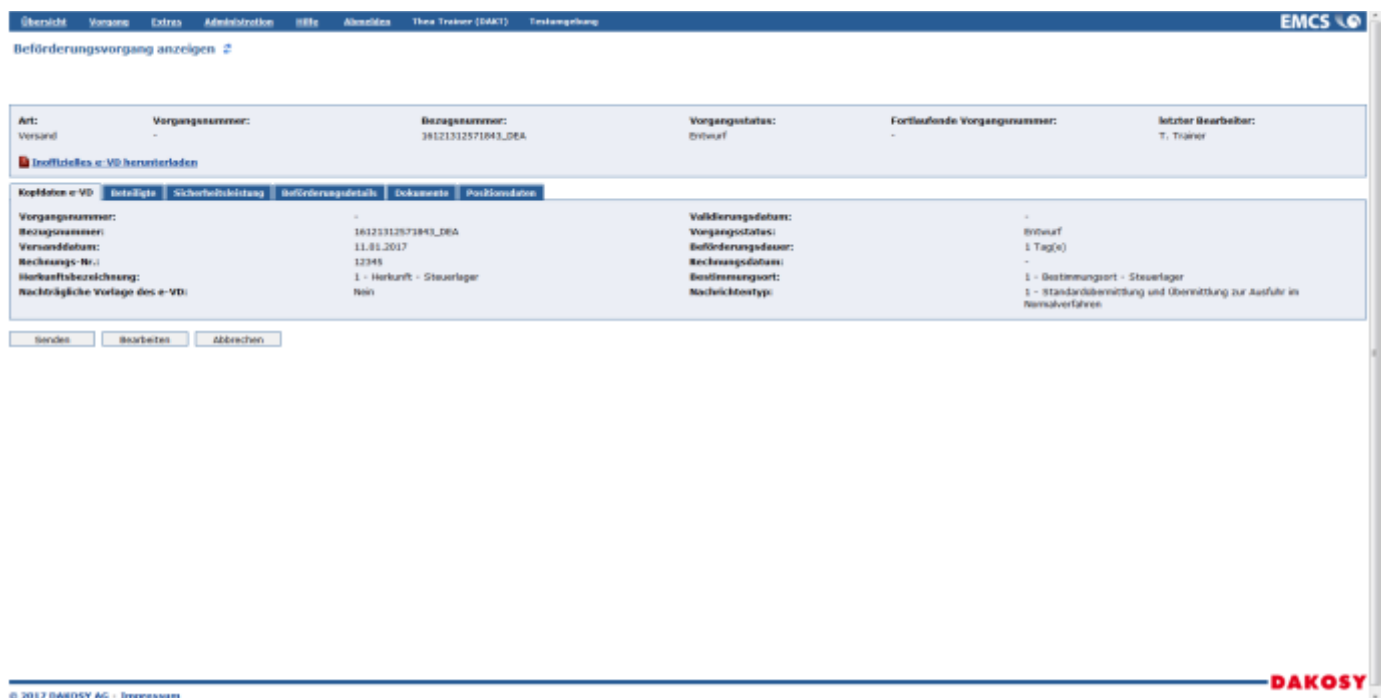 Übersicht Vorgang Extras Administration Hilfe Abmelden Thea Trainer (DAKT) Testumgebung EMCS
Beförderungsvorgang anzeigen
Art: Vorgangsnummer: Bezugsnummer: Vorgangsstatus: Fortlaufende Vorgangsnummer: letzter Bearbeiter:
Versand - 16121312571843_DEA Entwurf - T. Trainer
Inoffizielles e-VD herunterladen
Kopfdaten e-VD Beteiligte Sicherheitsleistung Beförderungsdetails Dokumente Positionsdaten
Vorgangsnummer: - Validierungsdatum: -
Bezugsnummer: 16121312571843_DEA Vorgangsstatus: Entwurf
Versanddatum: 11.01.2017 Beförderungsdauer: 1 Tag(e)
Rechnungs-Nr.: 12345 Rechnungsdatum: -
Herkunftsbezeichnung: 1 - Herkunft - Steuerlager Bestimmungsort: 1 - Bestimmungsort - Steuerlager
Nachträgliche Vorlage des e-VD: Nein Nachrichtentyp: 1 - Standardübermittlung und Übermittlung zur Ausfuhr im
Normalverfahren
Senden Bearbeiten Abbrechen
DAKOSY
© 2017 DAKOSY AG - Impressum